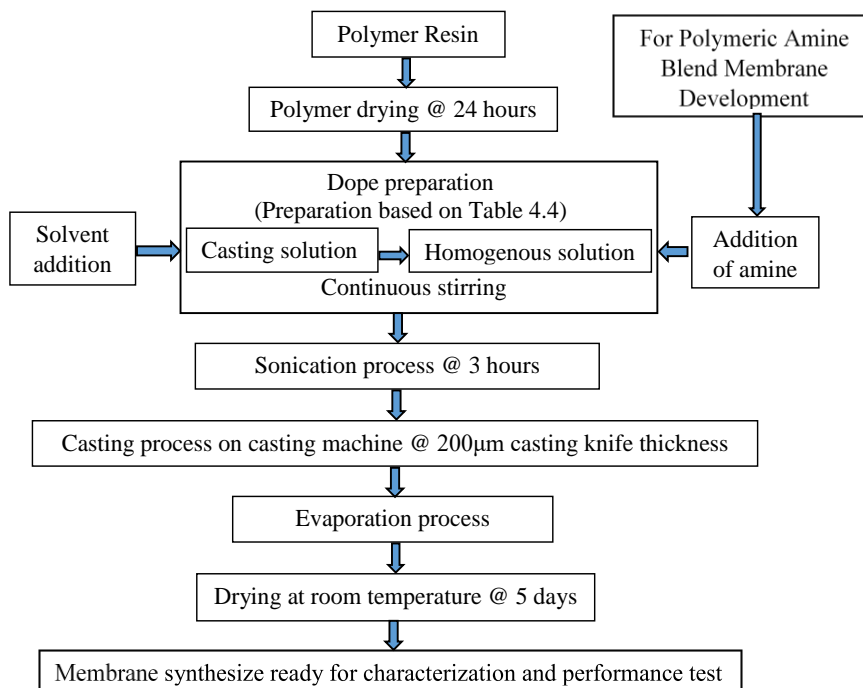 Polymer Resin
For Polymeric Amine
Blend Membrane
Development
Polymer drying @ 24 hours
Dope preparation
(Preparation based on Table 4.4)
Solvent
addition
Casting solution
Homogenous solution
Addition
of amine
Continuous stirring
Sonication process @ 3 hours
Casting process on casting machine @ 200μm casting knife thickness
Evaporation process
Drying at room temperature @ 5 days
Membrane synthesize ready for characterization and performance test